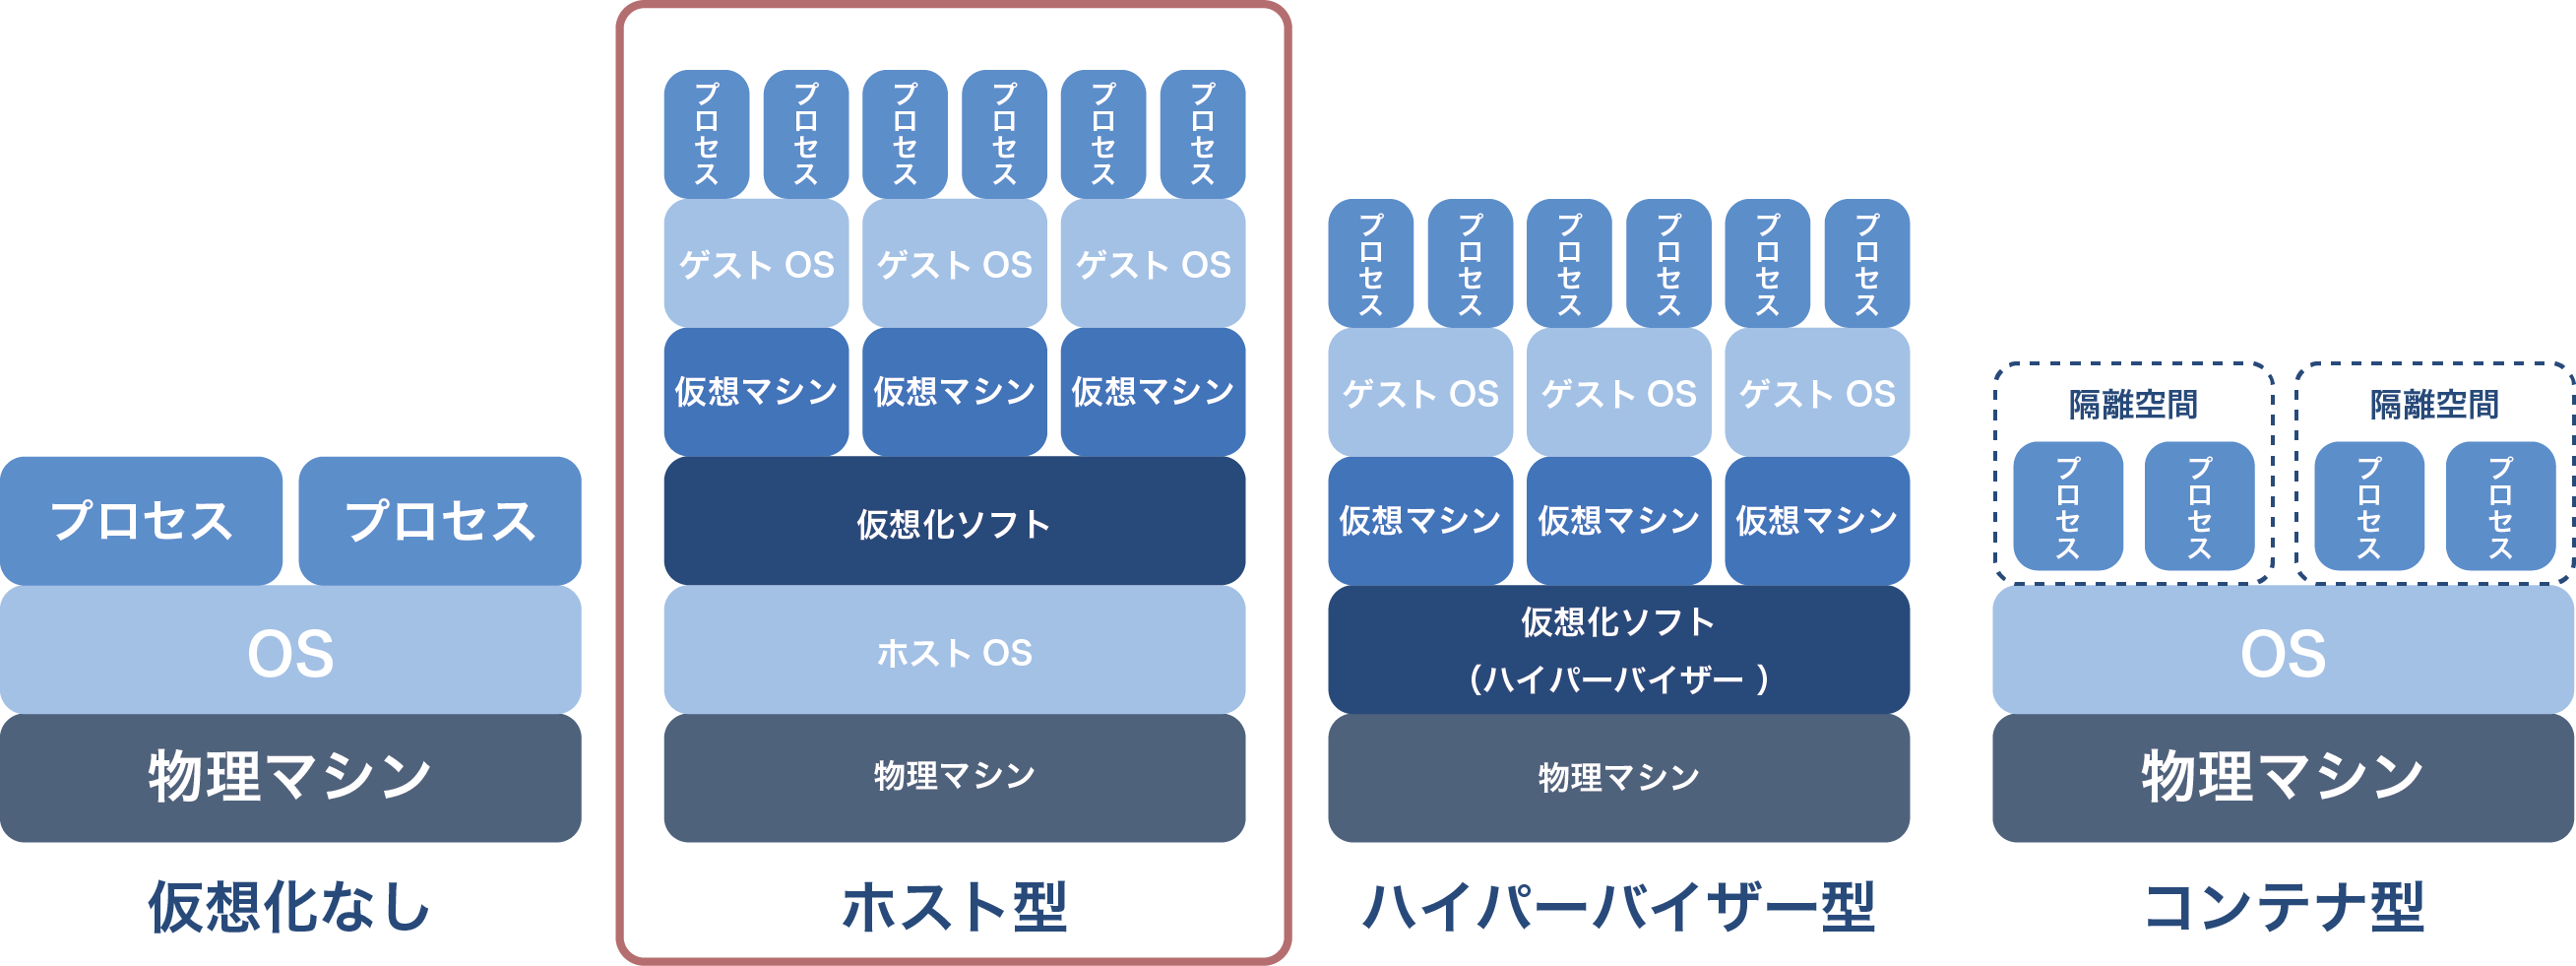 プロセス
プロセス
OS
物理マシン
仮想化なし
プロセス
プロセス
プロセス
プロセス
プロセス
プロセス
ゲスト OS
ゲスト OS
ゲスト OS
仮想マシン
仮想マシン
仮想マシン
仮想化ソフト
ホスト OS
物理マシン
ホスト型
プロセス
プロセス
プロセス
プロセス
プロセス
プロセス
ゲスト OS
ゲスト OS
ゲスト OS
仮想マシン
仮想マシン
仮想マシン
仮想化ソフト
（ハイパーバイザー ）
物理マシン
ハイパーバイザー型
隔離空間
プロセス
プロセス
隔離空間
プロセス
プロセス
OS
物理マシン
コンテナ型